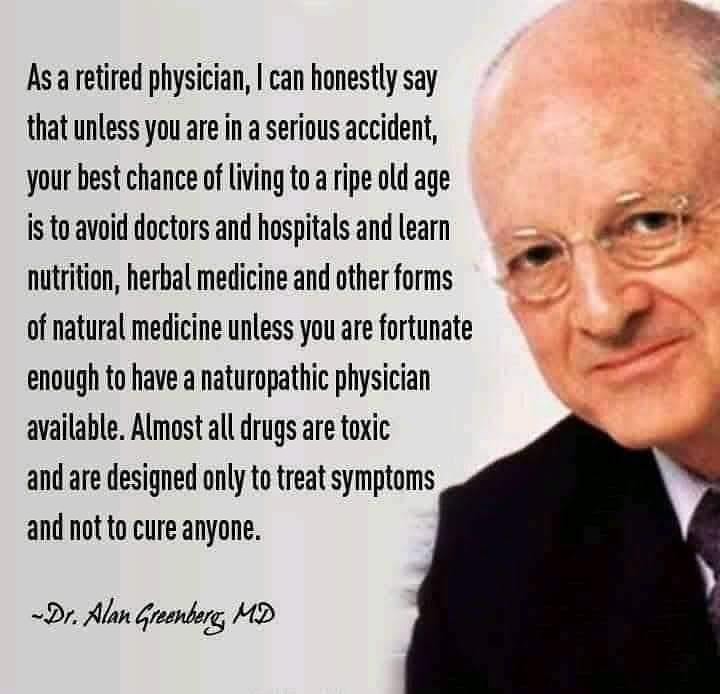 As a retired physician, I can honestly say
that unless you are in a serious accident,
your best chance of living to a ripe old age
is to avoid doctors and hospitals and learn
nutrition, herbal medicine and other forms
of natural medicine unless you are fortunate
enough to have a naturopathic physician
available. Almost all drugs are toxic
and are designed only to treat symptoms
and not to cure anyone.
~Dr. Alan Greenberg, MD